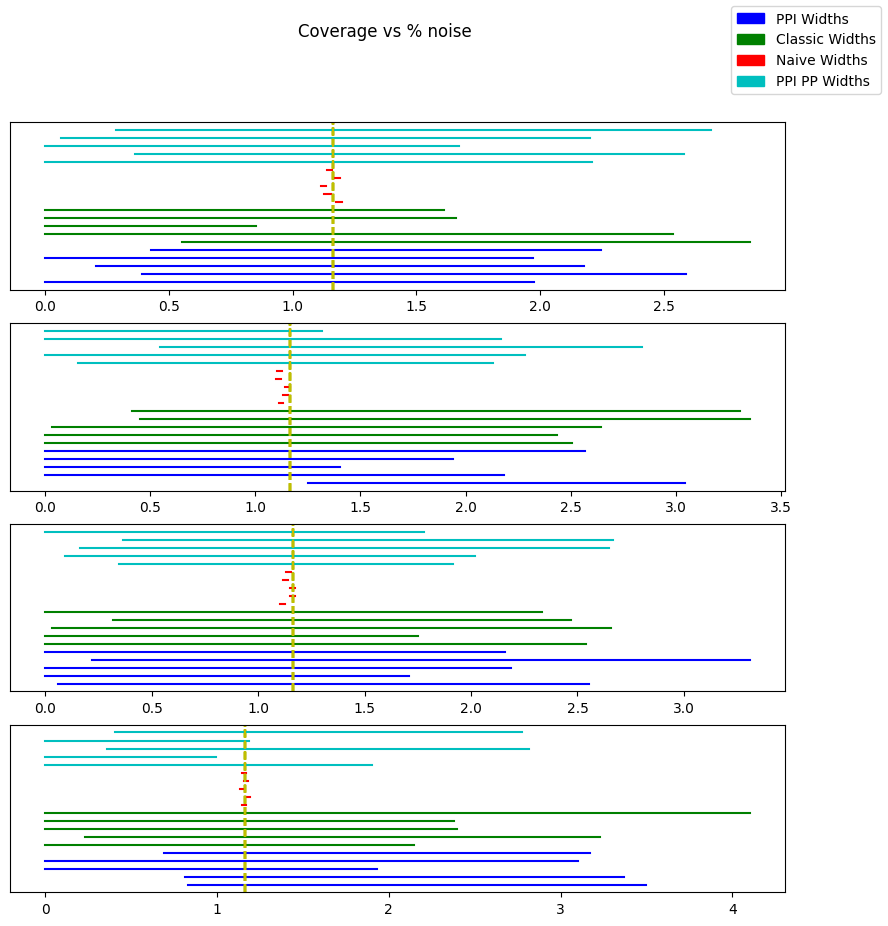 Coverage vs % noise
PPI Widths
Classic Widths
Naive Widths
PPI PP Widths
0.0 0.5 1.0 1.5 2.0 2.5
0.0 0.5 1.0 1.5 2.0 2.5 3.0 3.5
0.0 0.5 1.0 1.5 2.0 2.5 3.0
0 1 2 3 4